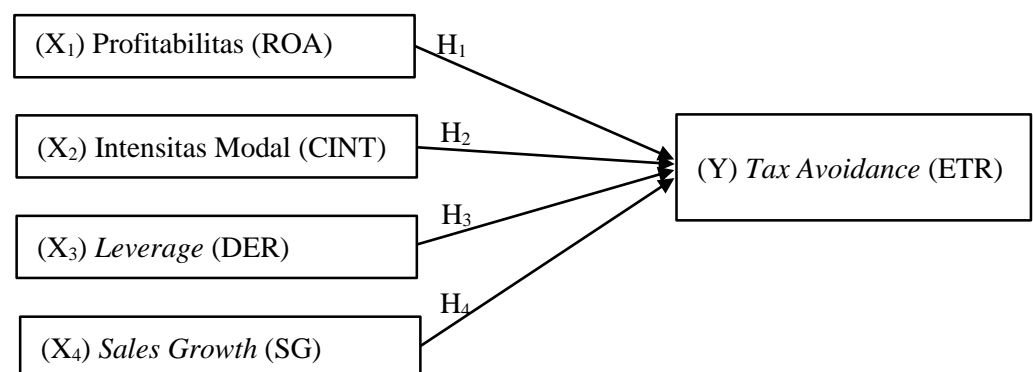 (X₁) Profitabilitas (ROA)
H₁
(X₂) Intensitas Modal (CINT)
H₂
(Y) Tax Avoidance (ETR)
(X₃) Leverage (DER)
H₃
(X₄) Sales Growth (SG)
H₄